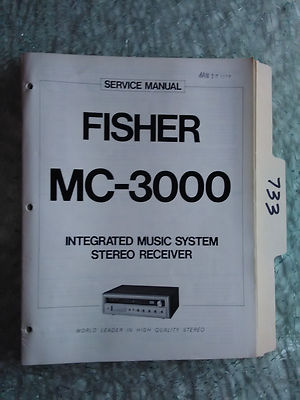 SERVICE MANUAL
FISHER
MC-3000
INTEGRATED MUSIC SYSTEM
STEREO RECEIVER
WORLD LEADER IN HIGH QUALITY STEREO
733